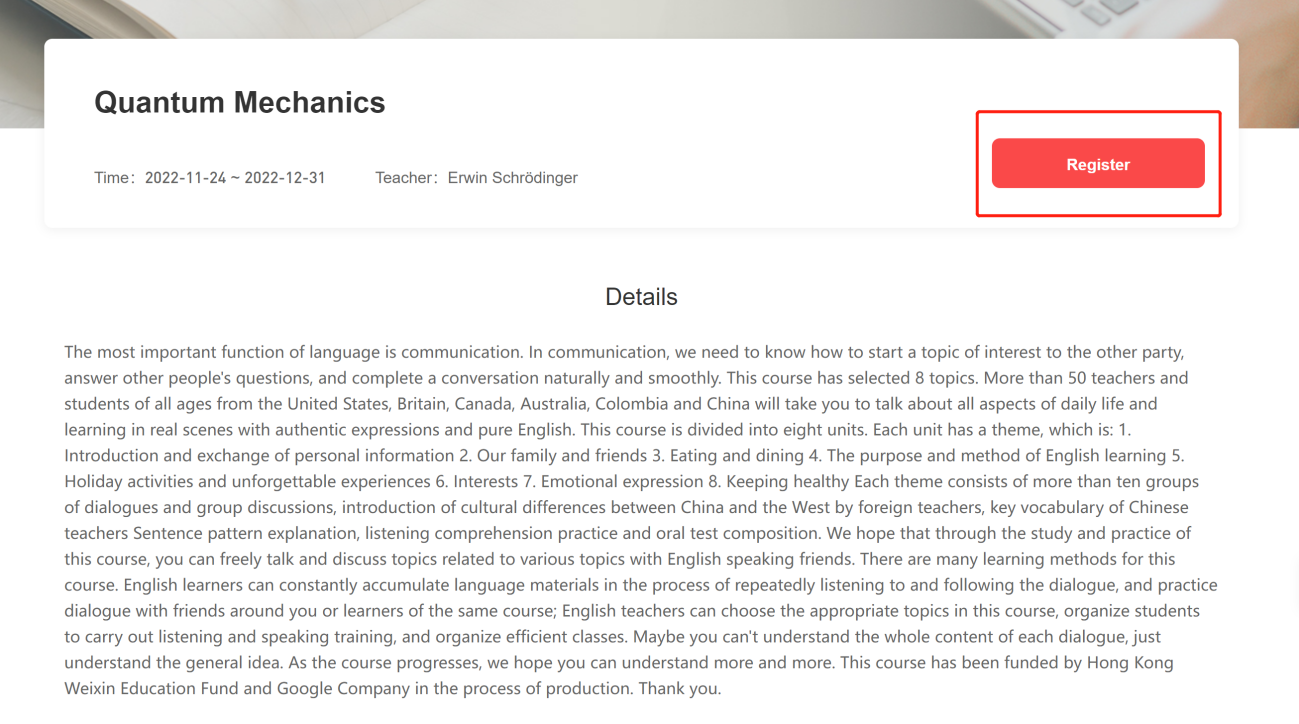 Quantum Mechanics
Register
Time：2022-11-24 ~ 2022-12-31 Teacher：Erwin Schrödinger
Details
The most important function of language is communication. In communication, we need to know how to start a topic of interest to the other party,
answer other people's questions, and complete a conversation naturally and smoothly. This course has selected 8 topics. More than 50 teachers and
students of all ages from the United States, Britain, Canada, Australia, Colombia and China will take you to talk about all aspects of daily life and
learning in real scenes with authentic expressions and pure English. This course is divided into eight units. Each unit has a theme, which is: 1.
Introduction and exchange of personal information 2. Our family and friends 3. Eating and dining 4. The purpose and method of English learning 5.
Holiday activities and unforgettable experiences 6. Interests 7. Emotional expression 8. Keeping healthy Each theme consists of more than ten groups
of dialogues and group discussions, introduction of cultural differences between China and the West by foreign teachers, key vocabulary of Chinese
teachers Sentence pattern explanation, listening comprehension practice and oral test composition. We hope that through the study and practice of
this course, you can freely talk and discuss topics related to various topics with English speaking friends. There are many learning methods for this
course. English learners can constantly accumulate language materials in the process of repeatedly listening to and following the dialogue, and practice
dialogue with friends around you or learners of the same course; English teachers can choose the appropriate topics in this course, organize students
to carry out listening and speaking training, and organize efficient classes. Maybe you can't understand the whole content of each dialogue, just
understand the general idea. As the course progresses, we hope you can understand more and more. This course has been funded by Hong Kong
Weixin Education Fund and Google Company in the process of production. Thank you.